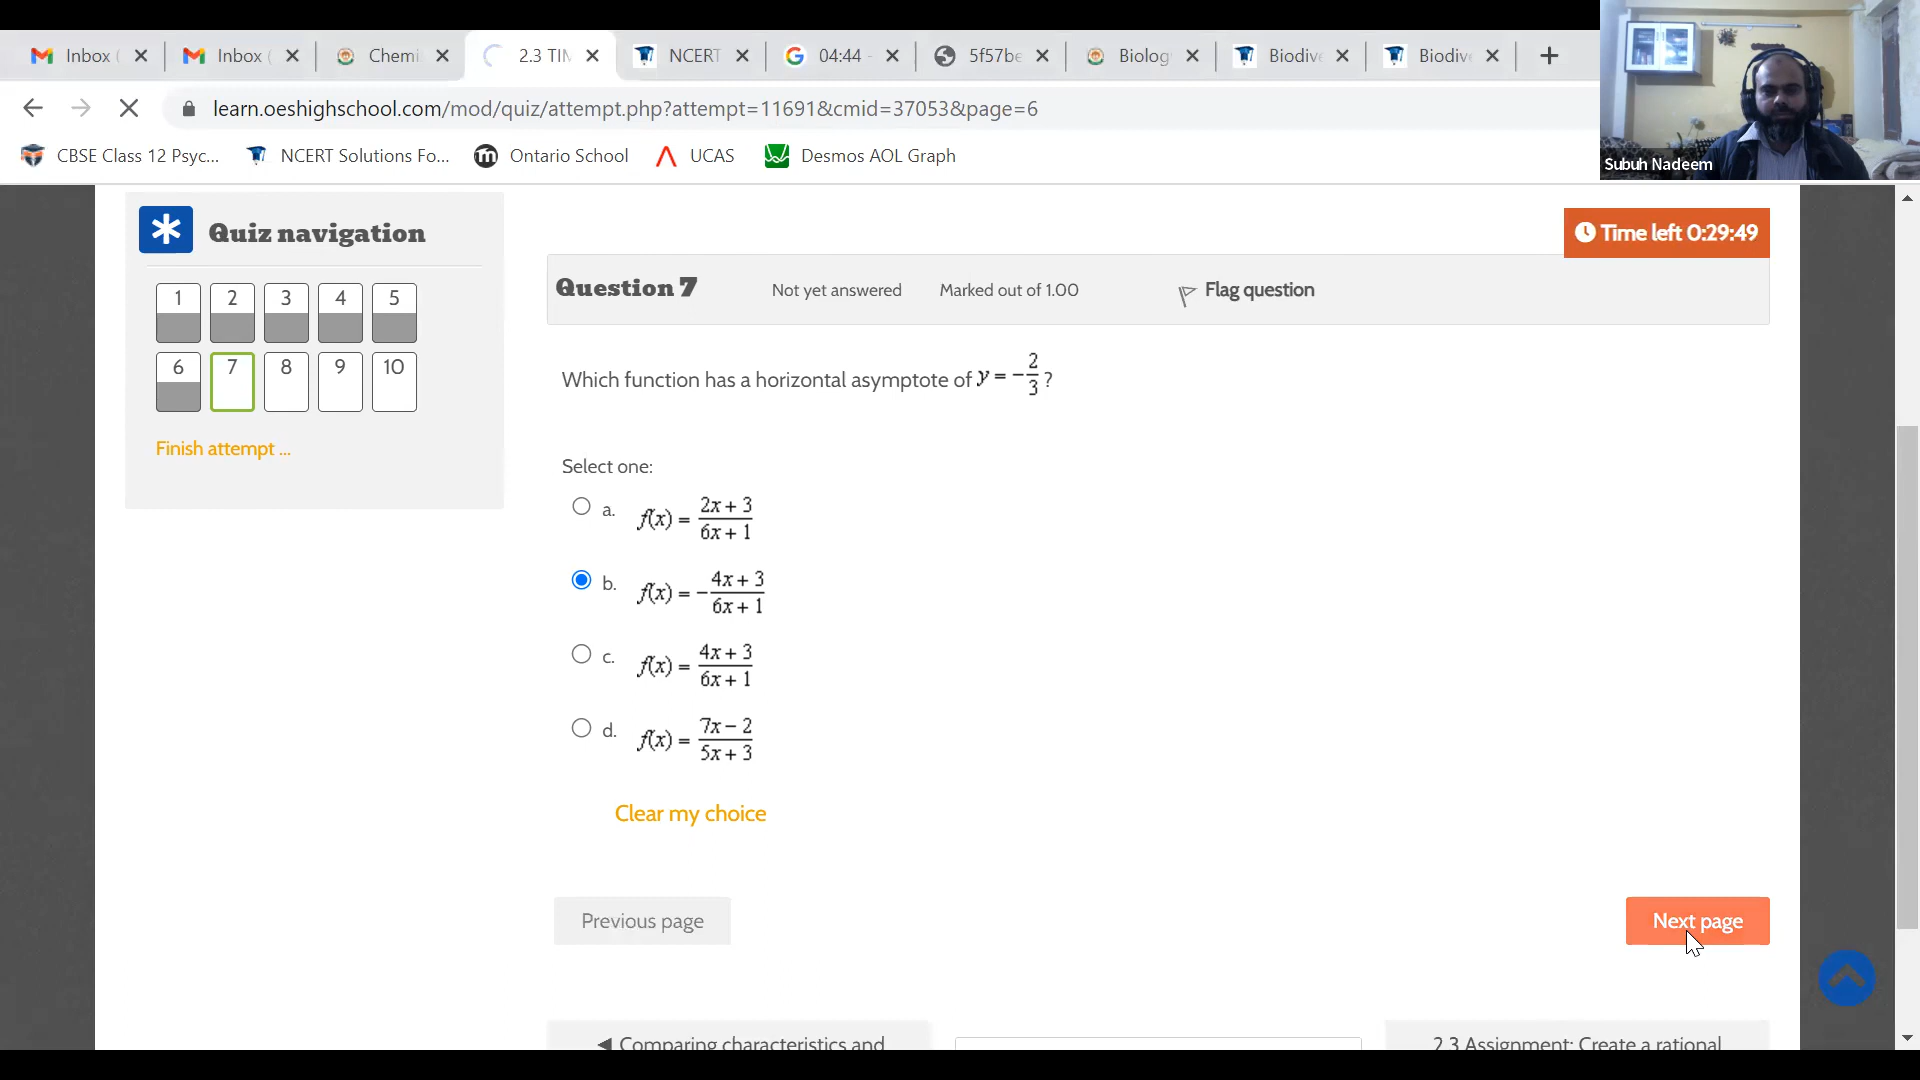 Inbox ( Inbox ( Chemi 2.3 TIM NCERT 04:44 - 5f57be Biolog Biodive Biodive
learn.oeshighschool.com/mod/quiz/attempt.php?attempt=11691&cmid=37053&page=6
CBSE Class 12 Psyc... NCERT Solutions Fo... Ontario School UCAS Desmos AOL Graph
Subuh Nadeem
Quiz navigation
1 2 3 4 5
6 7 8 9 10
Finish attempt ...
Time left 0:29:49
Question 7 Not yet answered Marked out of 1.00 Flag question
Which function has a horizontal asymptote of y = -2/3 ?
Select one:
a. f(x) = (2x + 3)/(6x + 1)
b. f(x) = -(4x + 3)/(6x + 1)
c. f(x) = (4x + 3)/(6x + 1)
d. f(x) = (7x - 2)/(5x + 3)
Clear my choice
Previous page
Next page
◄ Comparing characteristics and
2.3 Assignment: Create a rational